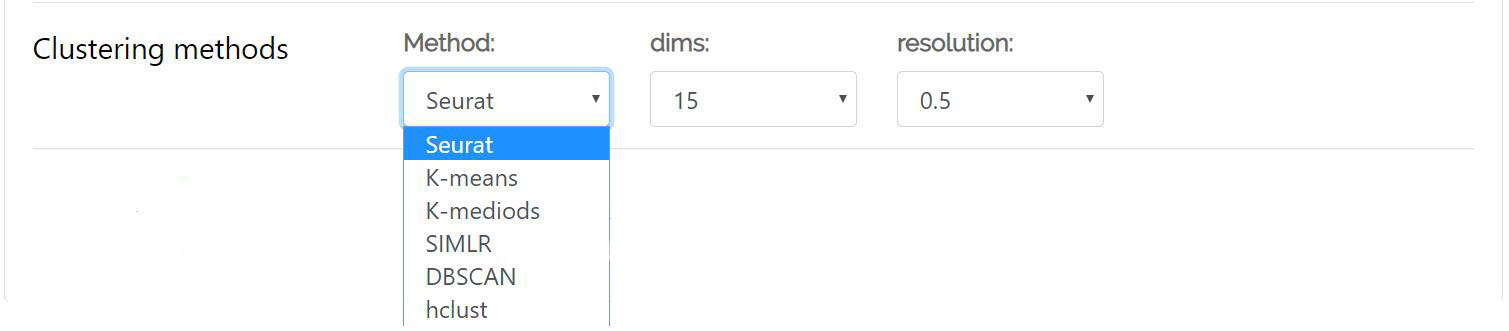 Clustering methods
Method:
dims:
resolution:
Seurat
15
0.5
Seurat
K-means
K-mediods
SIMLR
DBSCAN
hclust